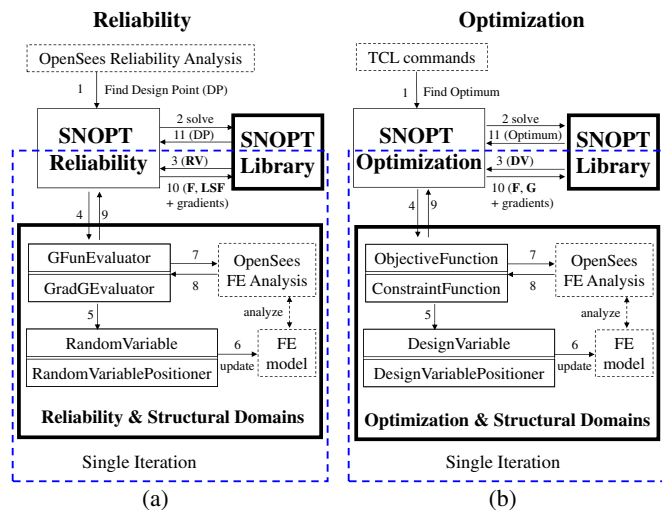 Reliability
OpenSees Reliability Analysis
1 Find Design Point (DP)
SNOPT
Reliability
2 solve
11 (DP)
3 (RV)
10 (F, LSF
+ gradients)
SNOPT
Library
4 9
GFunEvaluator
GradGEvaluator
7
8
OpenSees
FE Analysis
5
analyze
RandomVariable
RandomVariablePositioner
6
update
FE
model
Reliability & Structural Domains
Single Iteration
(a)
Optimization
TCL commands
1 Find Optimum
SNOPT
Optimization
2 solve
11 (Optimum)
3 (DV)
10 (F, G
+ gradients)
SNOPT
Library
4 9
ObjectiveFunction
ConstraintFunction
7
8
OpenSees
FE Analysis
5
analyze
DesignVariable
DesignVariablePositioner
6
update
FE
model
Optimization & Structural Domains
Single Iteration
(b)